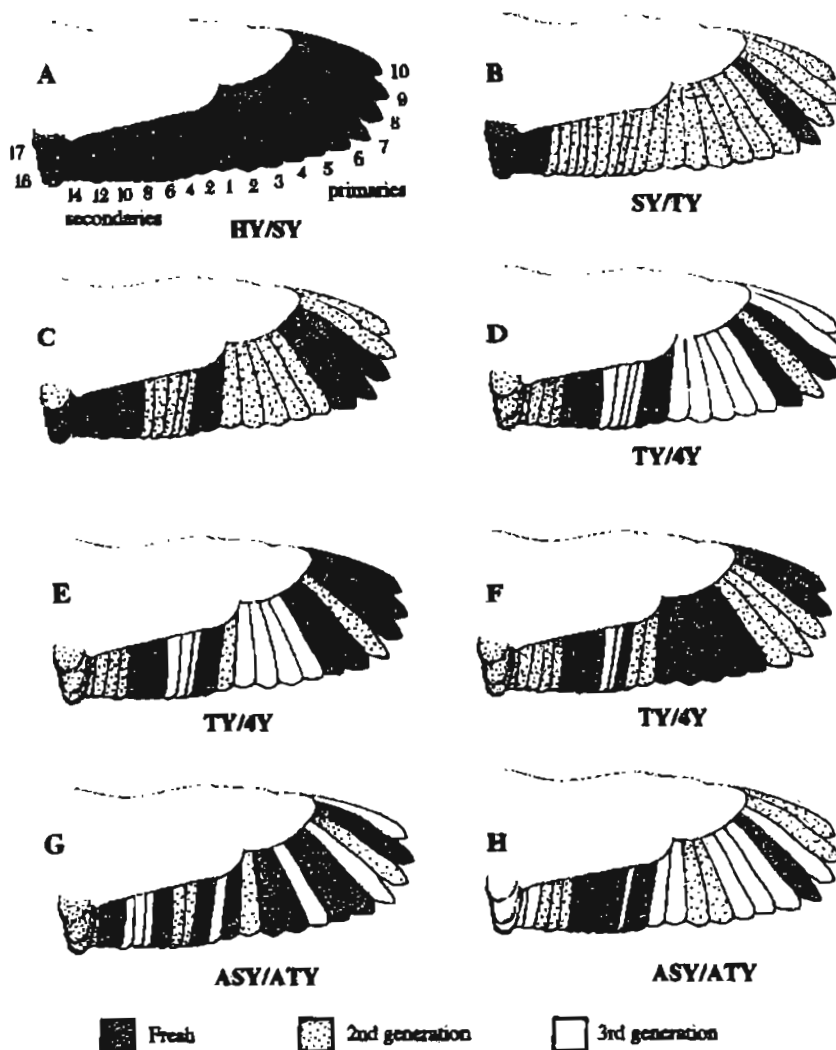 A
10
9
8
7
6
5
4
3
2
1
2
4
6
8
10
12
14
16
17
primaries
secondaries
HY/SY
B
SY/TY
C
D
TY/4Y
E
TY/4Y
F
TY/4Y
G
ASY/ATY
H
ASY/ATY
Fresh
2nd generation
3rd generation